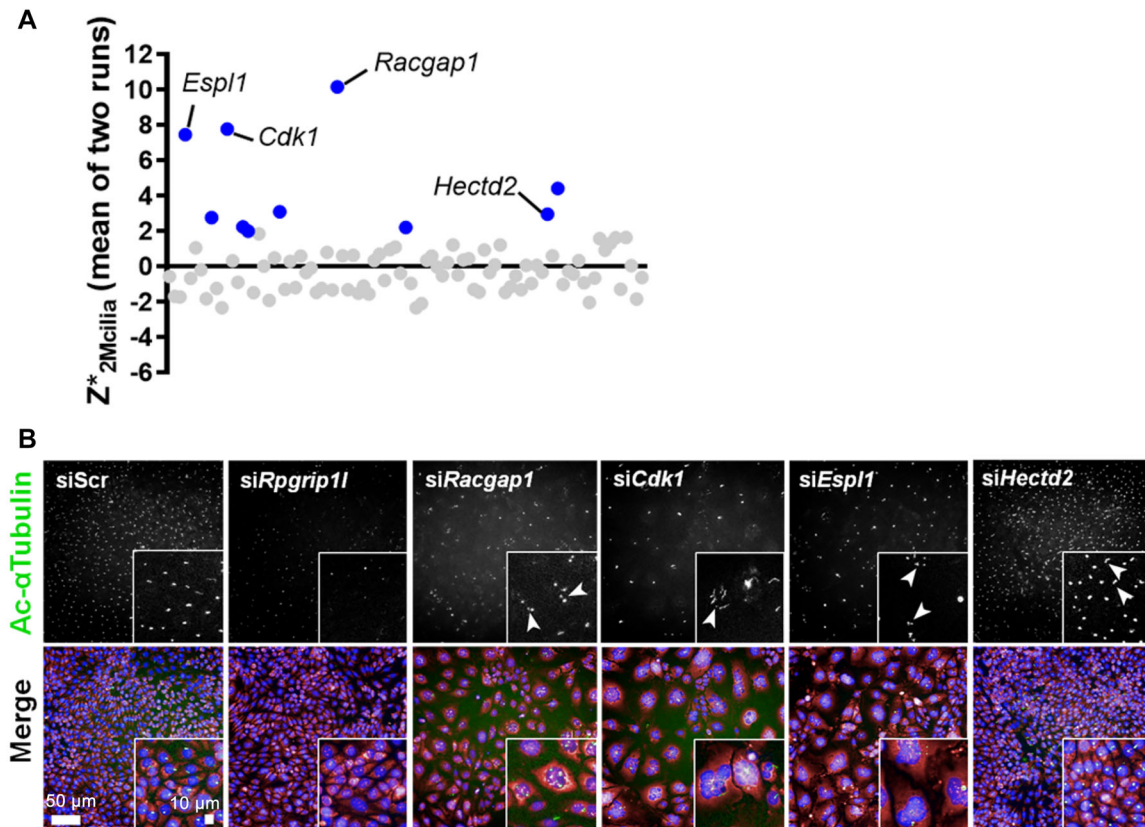 A
Z*2Mcilia (mean of two runs)
12
10
8
6
4
2
0
-2
-4
-6
Espl1
Cdk1
Racgap1
Hectd2
B
Ac-αTubulin
siScr
siRpgrip1l
siRacgap1
siCdk1
siEspl1
siHectd2
Merge
50 µm
10 µm